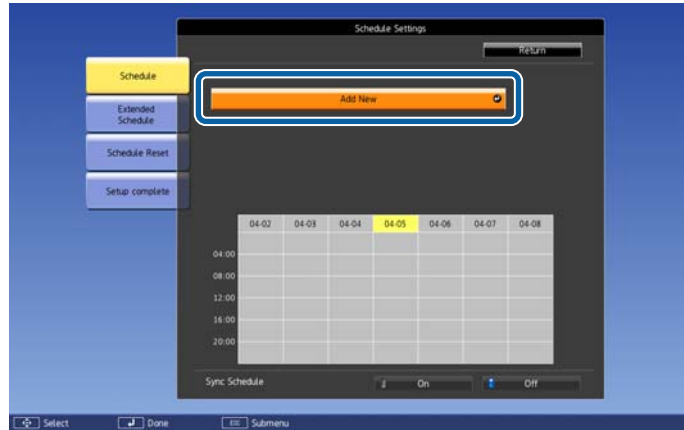 Schedule Settings
Return
Schedule
Add New
Extended
Schedule
Schedule Reset
Setup complete
04-02 04-03 04-04 04-05 04-06 04-07 04-08
04:00
08:00
12:00
16:00
20:00
Sync Schedule On Off
Select Done Esc Submenu